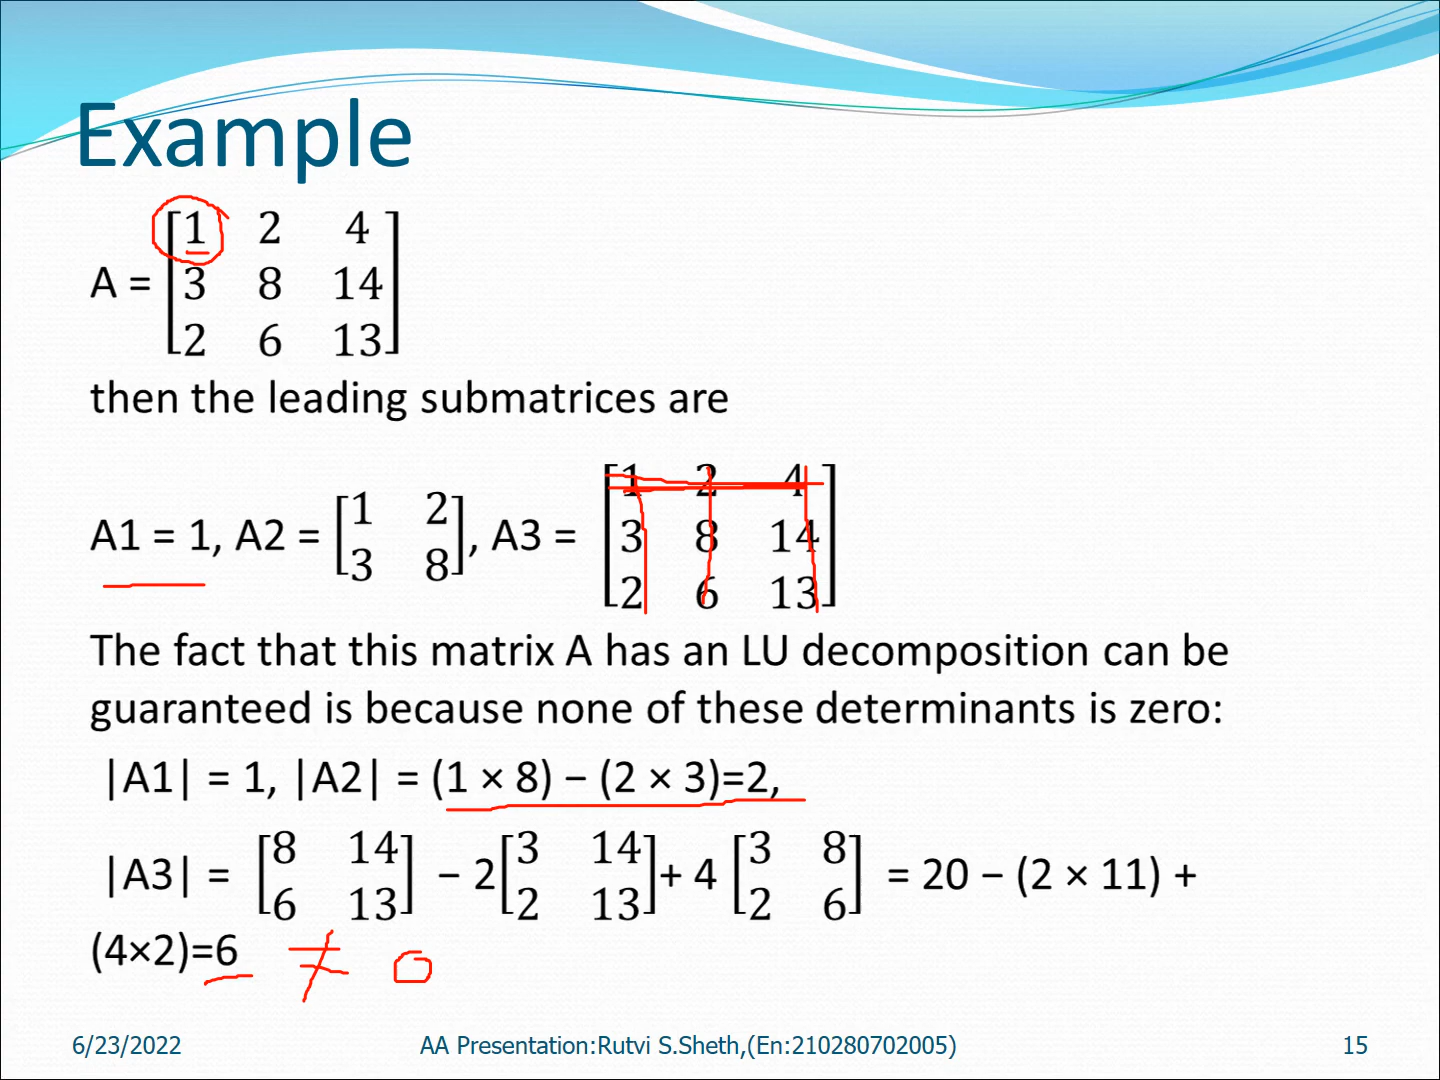 Example
A = [1 2 4
3 8 14
2 6 13]
then the leading submatrices are
A1 = 1, A2 = [1 2
3 8], A3 = [1 2 4
3 8 14
2 6 13]
The fact that this matrix A has an LU decomposition can be
guaranteed is because none of these determinants is zero:
|A1| = 1, |A2| = (1 × 8) − (2 × 3)=2,
|A3| = [8 14
6 13] − 2[3 14
2 13]+ 4 [3 8
2 6] = 20 − (2 × 11) +
(4×2)=6 ≠ 0
6/23/2022 AA Presentation:Rutvi S.Sheth,(En:210280702005) 15